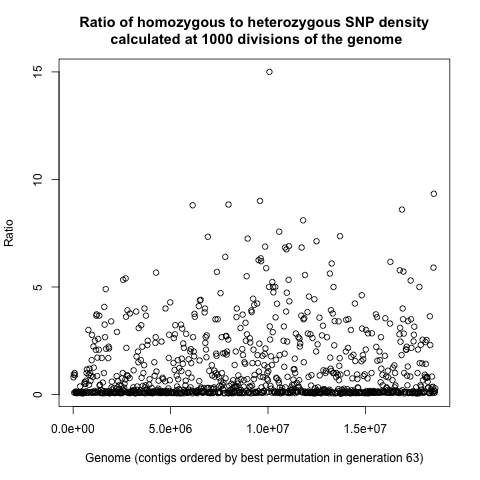 Ratio of homozygous to heterozygous SNP density
calculated at 1000 divisions of the genome
15
10
5
0
Ratio
0.0e+00 5.0e+06 1.0e+07 1.5e+07
Genome (contigs ordered by best permutation in generation 63)